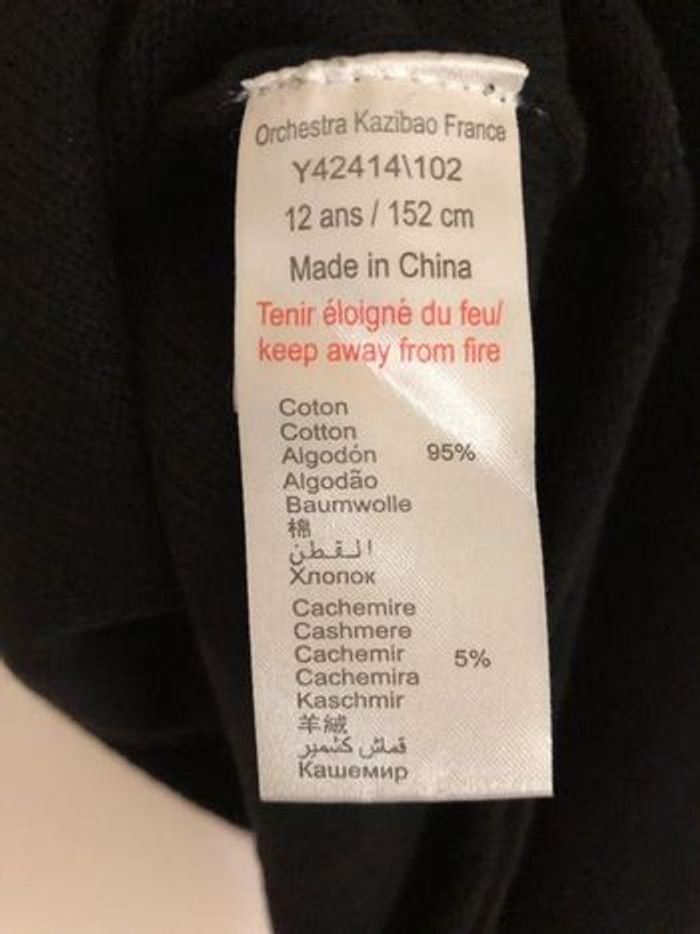 Orchestra Kazibao France
Y42414\102
12 ans / 152 cm
Made in China
Tenir éloigné du feu/
keep away from fire
Coton
Cotton
Algodón 95%
Algodão
Baumwolle
棉
القطن
Хлопок
Cachemire
Cashmere
Cachemir 5%
Cachemira
Kaschmir
羊絨
قماش كشمير
Кашемир